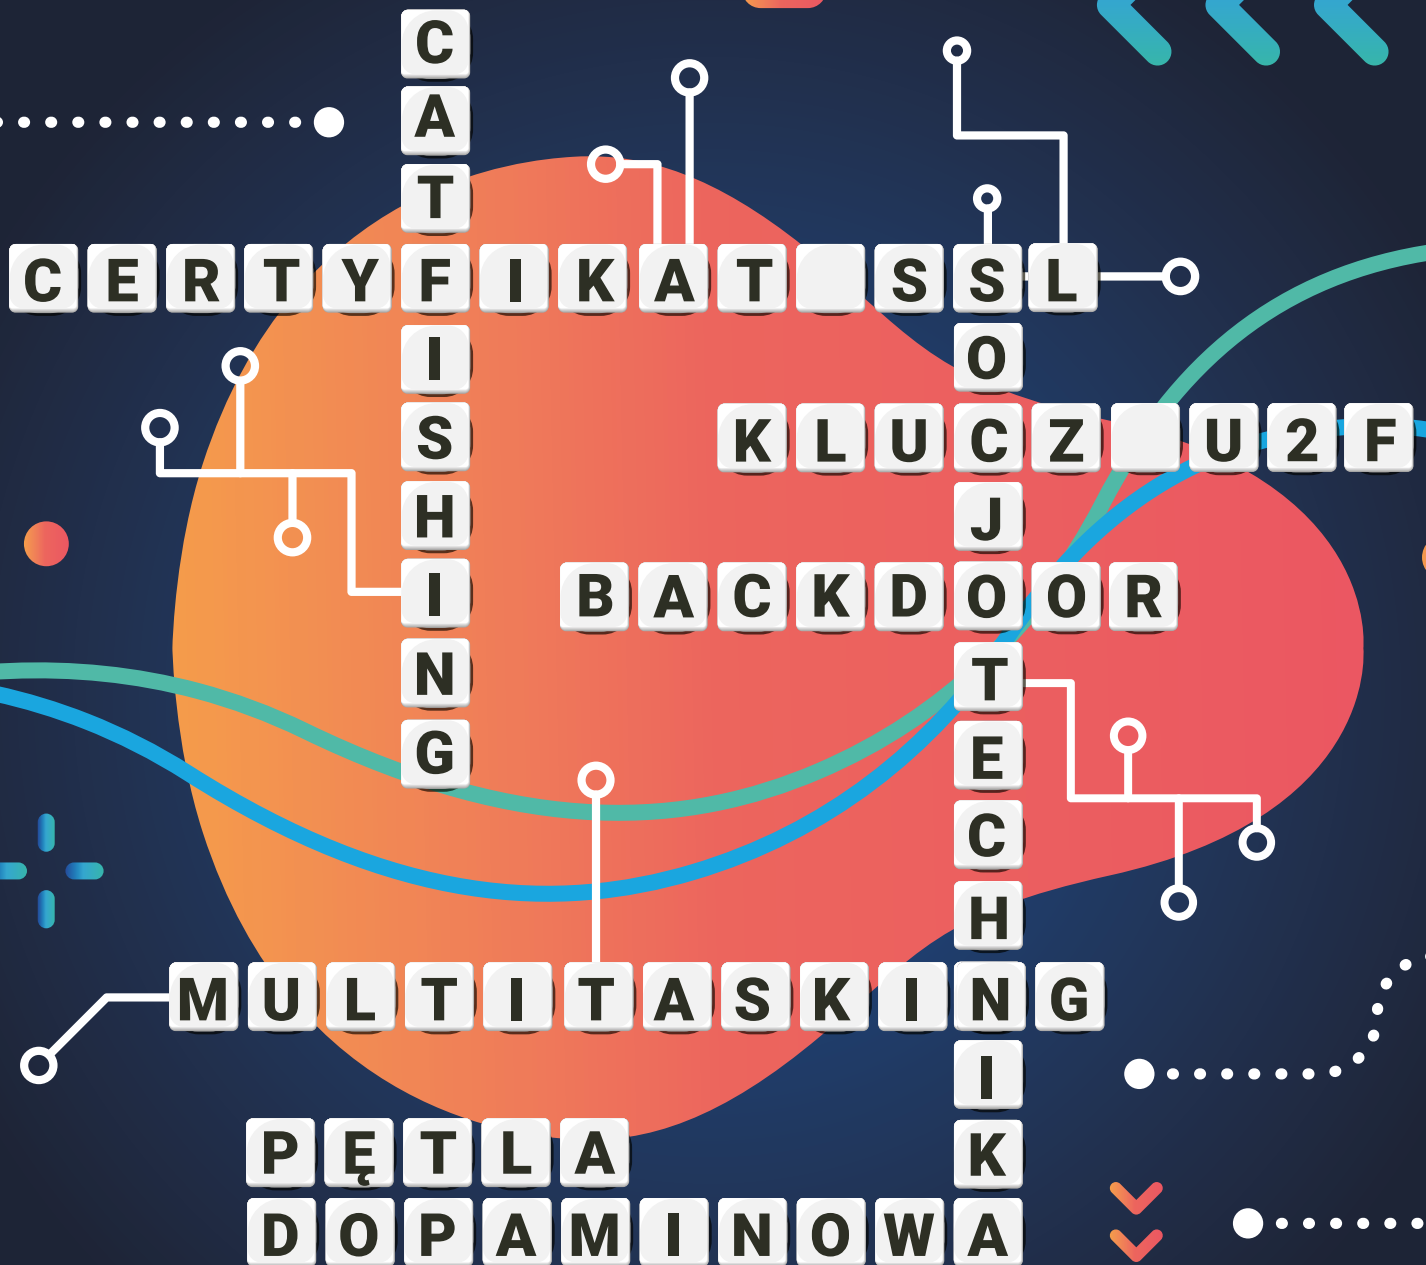 CATFISHING
CERTYFIKAT SSL
SOCJOTECHNIKA
KLUCZ U2F
BACKDOOR
MULTITASKING
PĘTLA
DOPAMINOWA